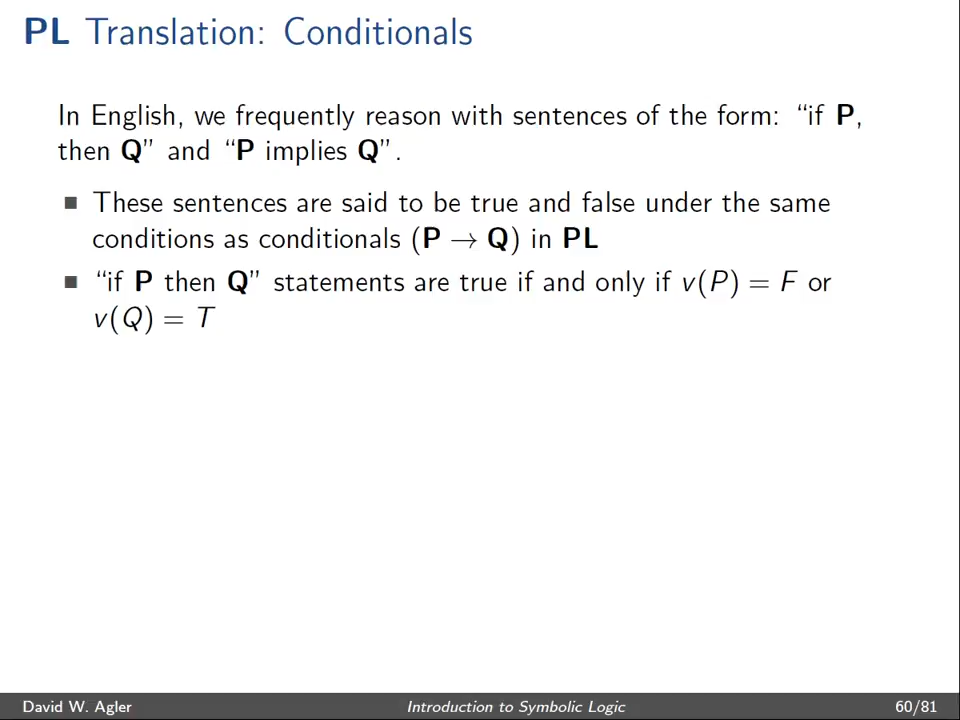 PL Translation: Conditionals
In English, we frequently reason with sentences of the form: “if P,
then Q” and “P implies Q”.
■ These sentences are said to be true and false under the same
conditions as conditionals (P → Q) in PL
■ “if P then Q” statements are true if and only if v(P) = F or
v(Q) = T
David W. Agler Introduction to Symbolic Logic 60/81